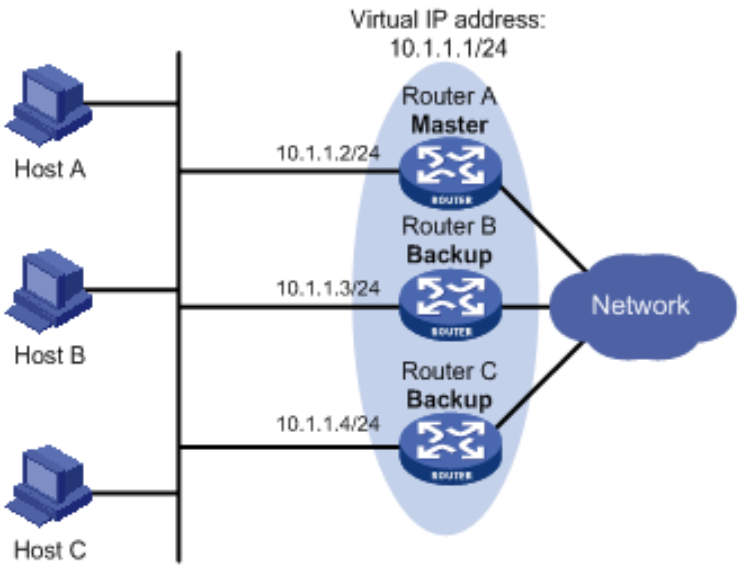 Virtual IP address:
10.1.1.1/24
Router A
Master
Host A
10.1.1.2/24
ROUTER
Router B
Backup
Host B
10.1.1.3/24
ROUTER
Network
Router C
Backup
10.1.1.4/24
ROUTER
Host C